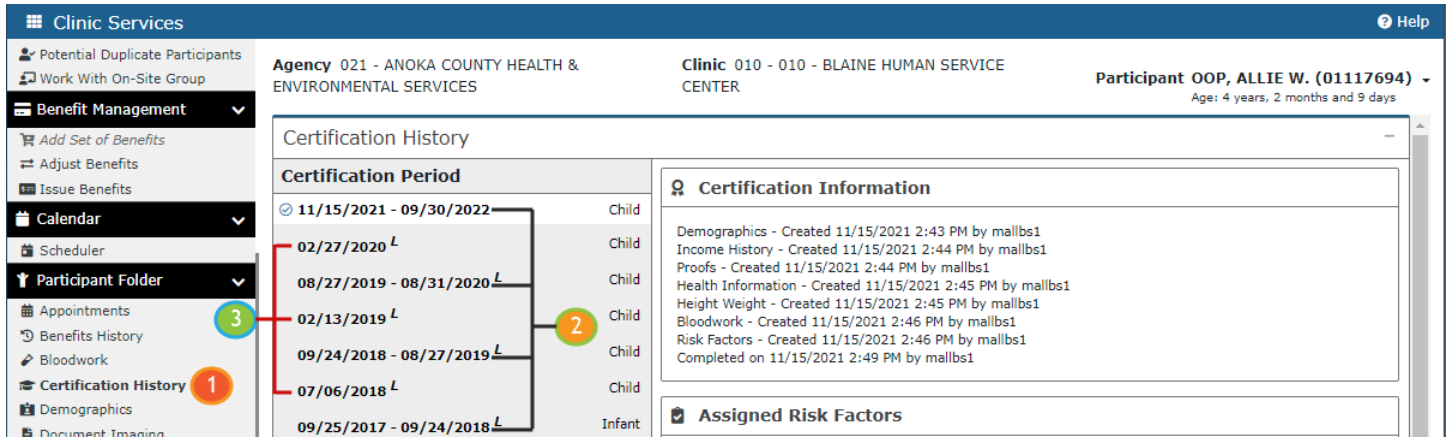 Clinic Services
Help
Potential Duplicate Participants
Work With On-Site Group
Benefit Management
Add Set of Benefits
Adjust Benefits
Issue Benefits
Calendar
Scheduler
Participant Folder
Appointments
Benefits History
Bloodwork
Certification History 1
Demographics
Document Imaging
Agency 021 - ANOKA COUNTY HEALTH &
ENVIRONMENTAL SERVICES
Clinic 010 - 010 - BLAINE HUMAN SERVICE
CENTER
Participant OOP, ALLIE W. (01117694)
Age: 4 years, 2 months and 9 days
Certification History
Certification Period
11/15/2021 - 09/30/2022 Child
02/27/2020 L Child
08/27/2019 - 08/31/2020 L Child
3
02/13/2019 L Child
2
09/24/2018 - 08/27/2019 L Child
07/06/2018 L Child
09/25/2017 - 09/24/2018 L Infant
Certification Information
Demographics - Created 11/15/2021 2:43 PM by mallbs1
Income History - Created 11/15/2021 2:44 PM by mallbs1
Proofs - Created 11/15/2021 2:44 PM by mallbs1
Health Information - Created 11/15/2021 2:45 PM by mallbs1
Height Weight - Created 11/15/2021 2:45 PM by mallbs1
Bloodwork - Created 11/15/2021 2:46 PM by mallbs1
Risk Factors - Created 11/15/2021 2:46 PM by mallbs1
Completed on 11/15/2021 2:49 PM by mallbs1
Assigned Risk Factors